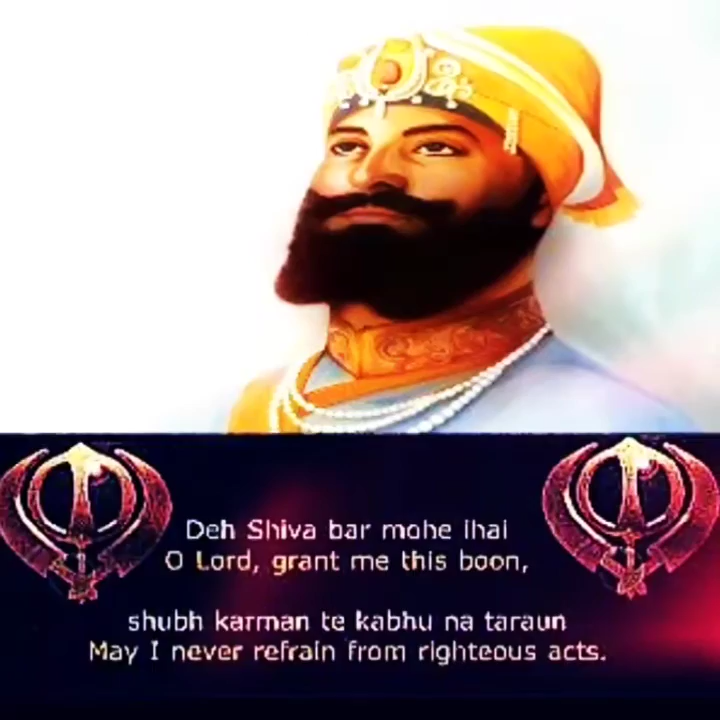 Deh Shiva bar mohe ihai
O Lord, grant me this boon,
shubh karman te kabhu na taraun
May I never refrain from righteous acts.